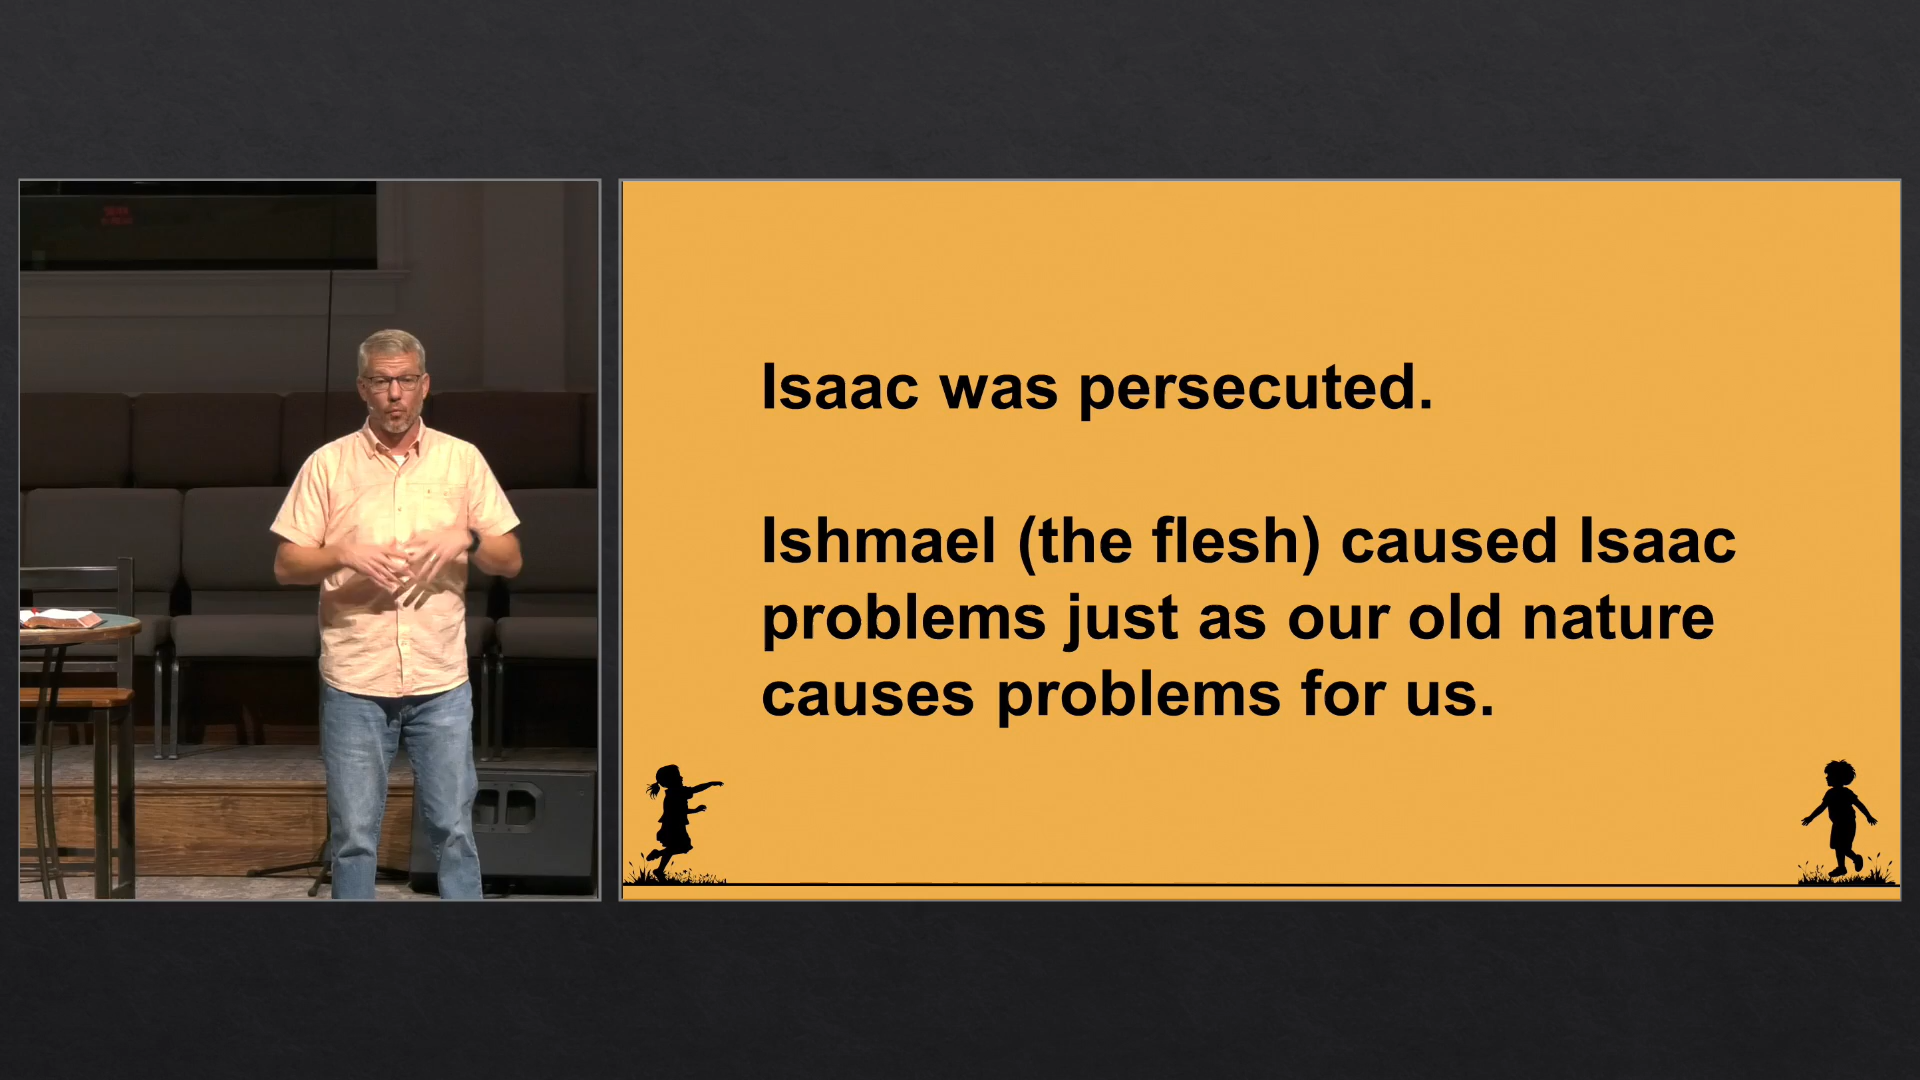 Isaac was persecuted.
Ishmael (the flesh) caused Isaac
problems just as our old nature
causes problems for us.